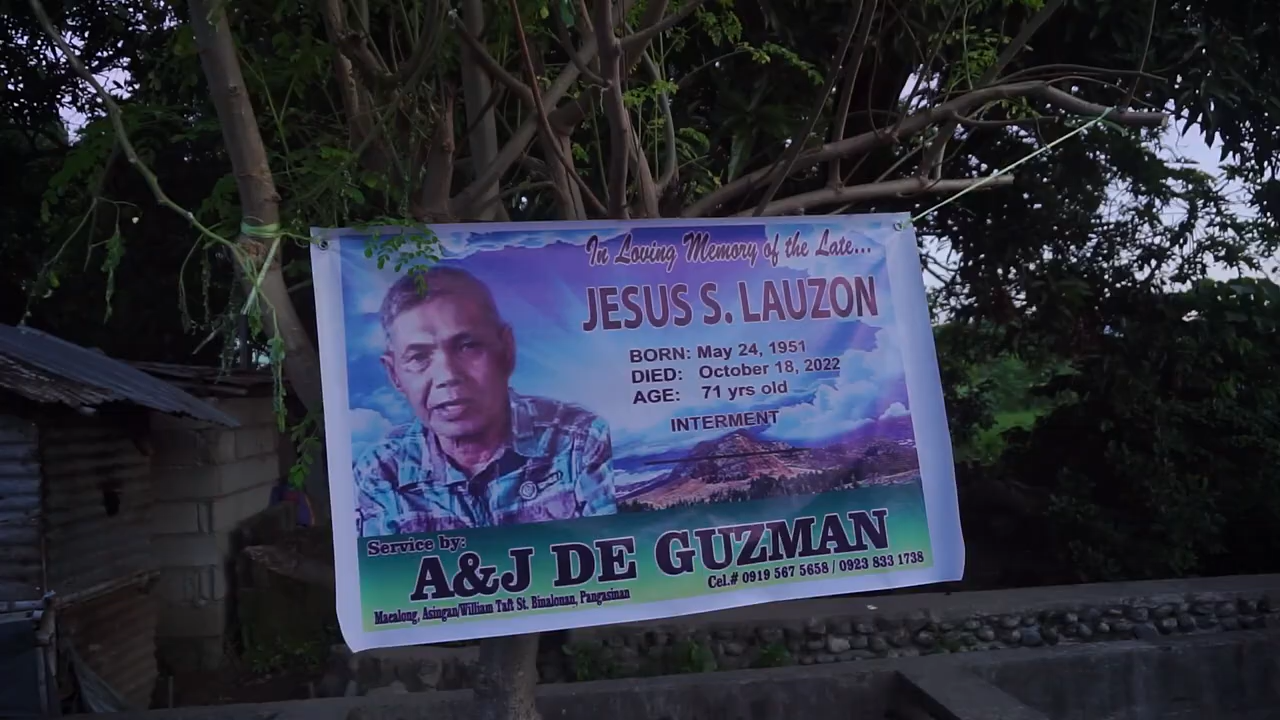 In Loving Memory of the Late...
JESUS S. LAUZON
BORN: May 24, 1951
DIED: October 18, 2022
AGE: 71 yrs old
INTERMENT
Service by:
A&J DE GUZMAN
Cel.# 0919 567 5658 / 0923 833 1738
Macalong, Asingan/William Taft St. Binalonan, Pangasinan